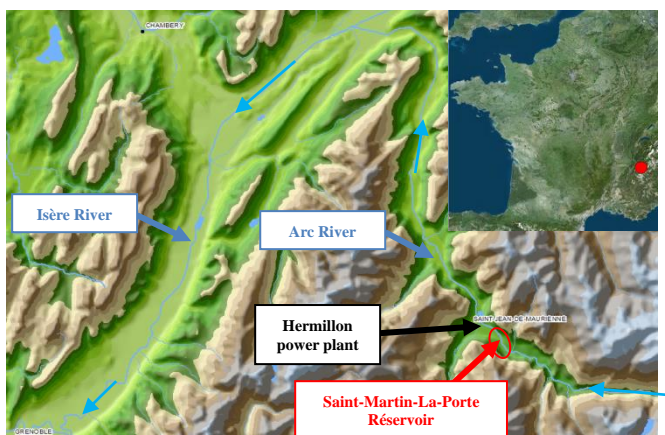 CHAMBERY
Isère River
Arc River
SAINT-JEAN-DE-MAURIENNE
Hermillon
power plant
Saint-Martin-La-Porte
Réservoir
GRENOBLE